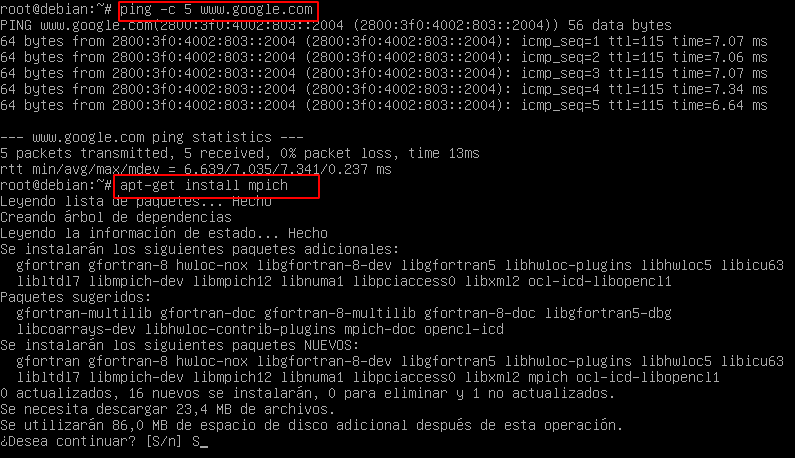 root@debian:~# ping -c 5 www.google.com
PING www.google.com(2800:3f0:4002:803::2004 (2800:3f0:4002:803::2004)) 56 data bytes
64 bytes from 2800:3f0:4002:803::2004 (2800:3f0:4002:803::2004): icmp_seq=1 ttl=115 time=7.07 ms
64 bytes from 2800:3f0:4002:803::2004 (2800:3f0:4002:803::2004): icmp_seq=2 ttl=115 time=7.06 ms
64 bytes from 2800:3f0:4002:803::2004 (2800:3f0:4002:803::2004): icmp_seq=3 ttl=115 time=7.07 ms
64 bytes from 2800:3f0:4002:803::2004 (2800:3f0:4002:803::2004): icmp_seq=4 ttl=115 time=7.34 ms
64 bytes from 2800:3f0:4002:803::2004 (2800:3f0:4002:803::2004): icmp_seq=5 ttl=115 time=6.64 ms
--- www.google.com ping statistics ---
5 packets transmitted, 5 received, 0% packet loss, time 13ms
rtt min/avg/max/mdev = 6.639/7.035/7.341/0.237 ms
root@debian:~# apt-get install mpich
Leyendo lista de paquetes... Hecho
Creando árbol de dependencias
Leyendo la información de estado... Hecho
Se instalarán los siguientes paquetes adicionales:
gfortran gfortran-8 hwloc-nox libgfortran-8-dev libgfortran5 libhwloc-plugins libhwloc5 libicu63
libltdl7 libmpich-dev libmpich12 libnuma1 libpciaccess0 libxml2 ocl-icd-libopencl1
Paquetes sugeridos:
gfortran-multilib gfortran-doc gfortran-8-multilib gfortran-8-doc libgfortran5-dbg
libcoarrays-dev libhwloc-contrib-plugins mpich-doc opencl-icd
Se instalarán los siguientes paquetes NUEVOS:
gfortran gfortran-8 hwloc-nox libgfortran-8-dev libgfortran5 libhwloc-plugins libhwloc5 libicu63
libltdl7 libmpich-dev libmpich12 libnuma1 libpciaccess0 libxml2 mpich ocl-icd-libopencl1
0 actualizados, 16 nuevos se instalarán, 0 para eliminar y 1 no actualizados.
Se necesita descargar 23,4 MB de archivos.
Se utilizarán 86,0 MB de espacio de disco adicional después de esta operación.
¿Desea continuar? [S/n] S_